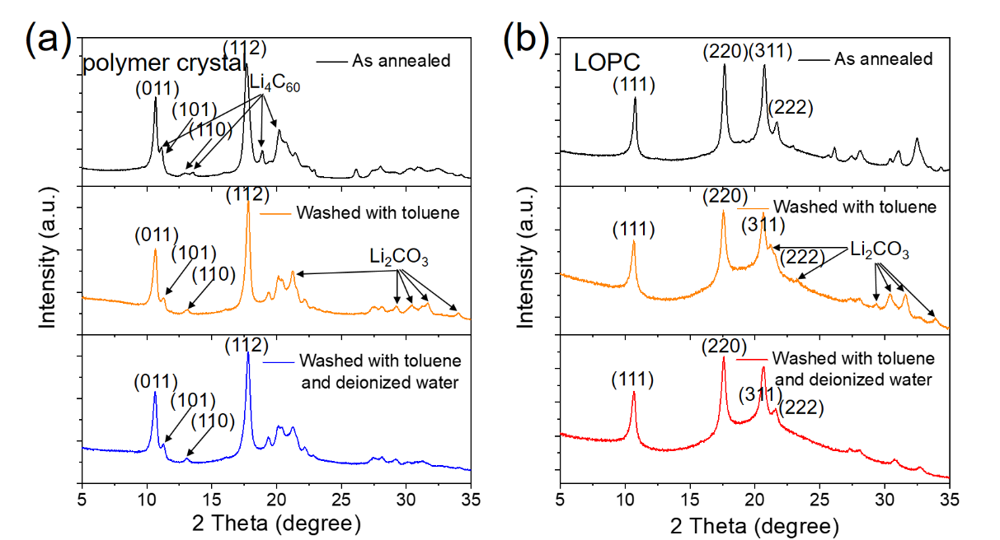 (a)
polymer crystal
(112)
As annealed
Li4C60
(011)
(101)
(110)
(112)
Washed with toluene
(011)
(101)
(110)
Li2CO3
(112)
Washed with toluene
and deionized water
(011)
(101)
(110)
Intensity (a.u.)
5 10 15 20 25 30 35
2 Theta (degree)
(b)
LOPC
(220)(311)
As annealed
(111)
(222)
(220)
Washed with toluene
(111)
(311)
(222)
Li2CO3
(220)
Washed with toluene
and deionized water
(111)
(311)
(222)
Intensity (a.u.)
5 10 15 20 25 30 35
2 Theta (degree)